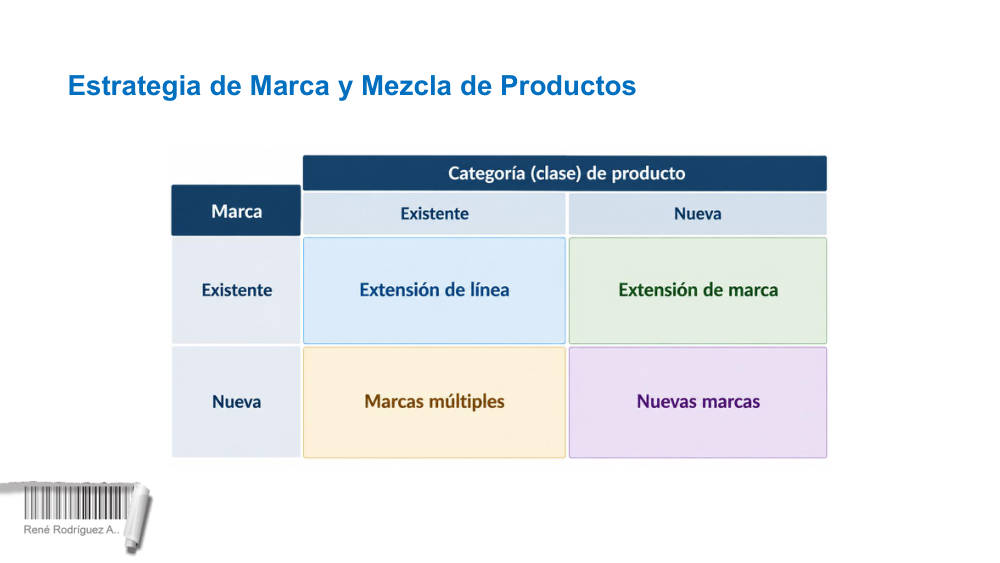 Estrategia de Marca y Mezcla de Productos
Categoría (clase) de producto
Marca
Existente
Nueva
Existente
Extensión de línea
Extensión de marca
Nueva
Marcas múltiples
Nuevas marcas
René Rodríguez A..